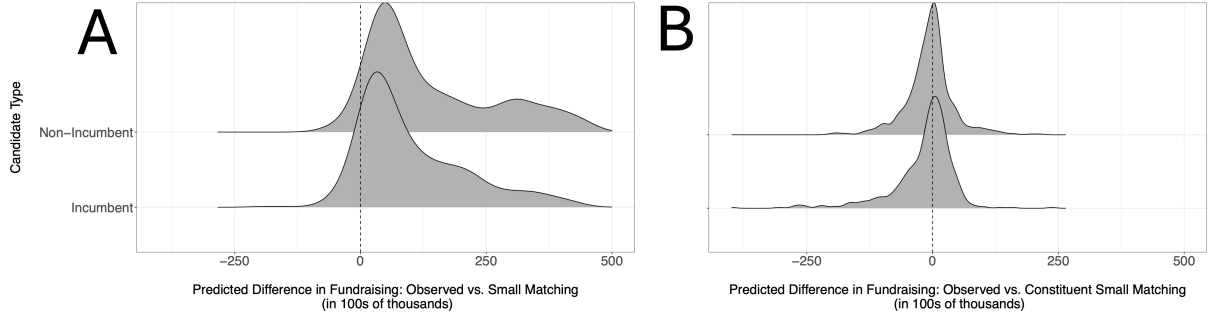 A
B
Candidate Type
Non−Incumbent
Incumbent
−250
0
250
500
Predicted Difference in Fundraising: Observed vs. Small Matching
(in 100s of thousands)
−250
0
250
500
Predicted Difference in Fundraising: Observed vs. Constituent Small Matching
(in 100s of thousands)